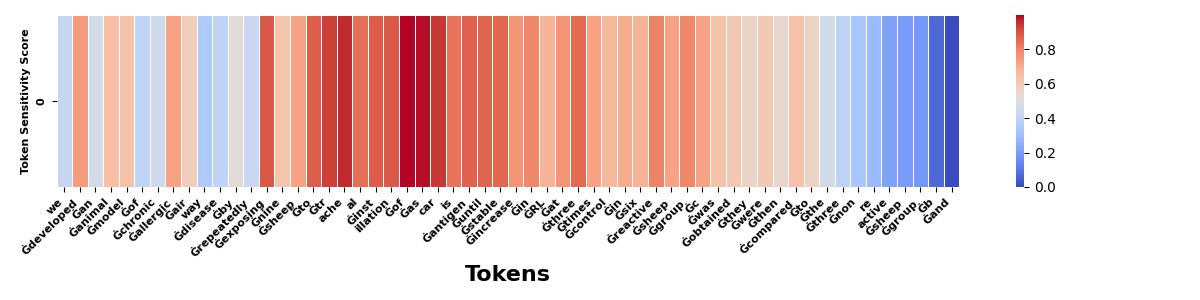 Token Sensitivity Score
0
we Ġdeveloped Ġan Ġanimal Ġmodel Ġof Ġchronic Ġallergic Ġair way Ġdisease Ġby Ġrepeatedly Ġexposing Ġnine Ġsheep Ġto Ġtr ache al Ġinst illation Ġof Ġas car is Ġantigen Ġuntil Ġstable Ġincrease Ġin ĠRL Ġat Ġthree Ġtimes Ġcontrol Ġin Ġsix Ġreactive Ġsheep Ġgroup Ġc Ġwas Ġobtained Ġthey Ġwere Ġthen Ġcompared Ġto Ġthe Ġthree Ġnon re active Ġsheep Ġgroup Ġb Ġand
Tokens
0.8
0.6
0.4
0.2
0.0